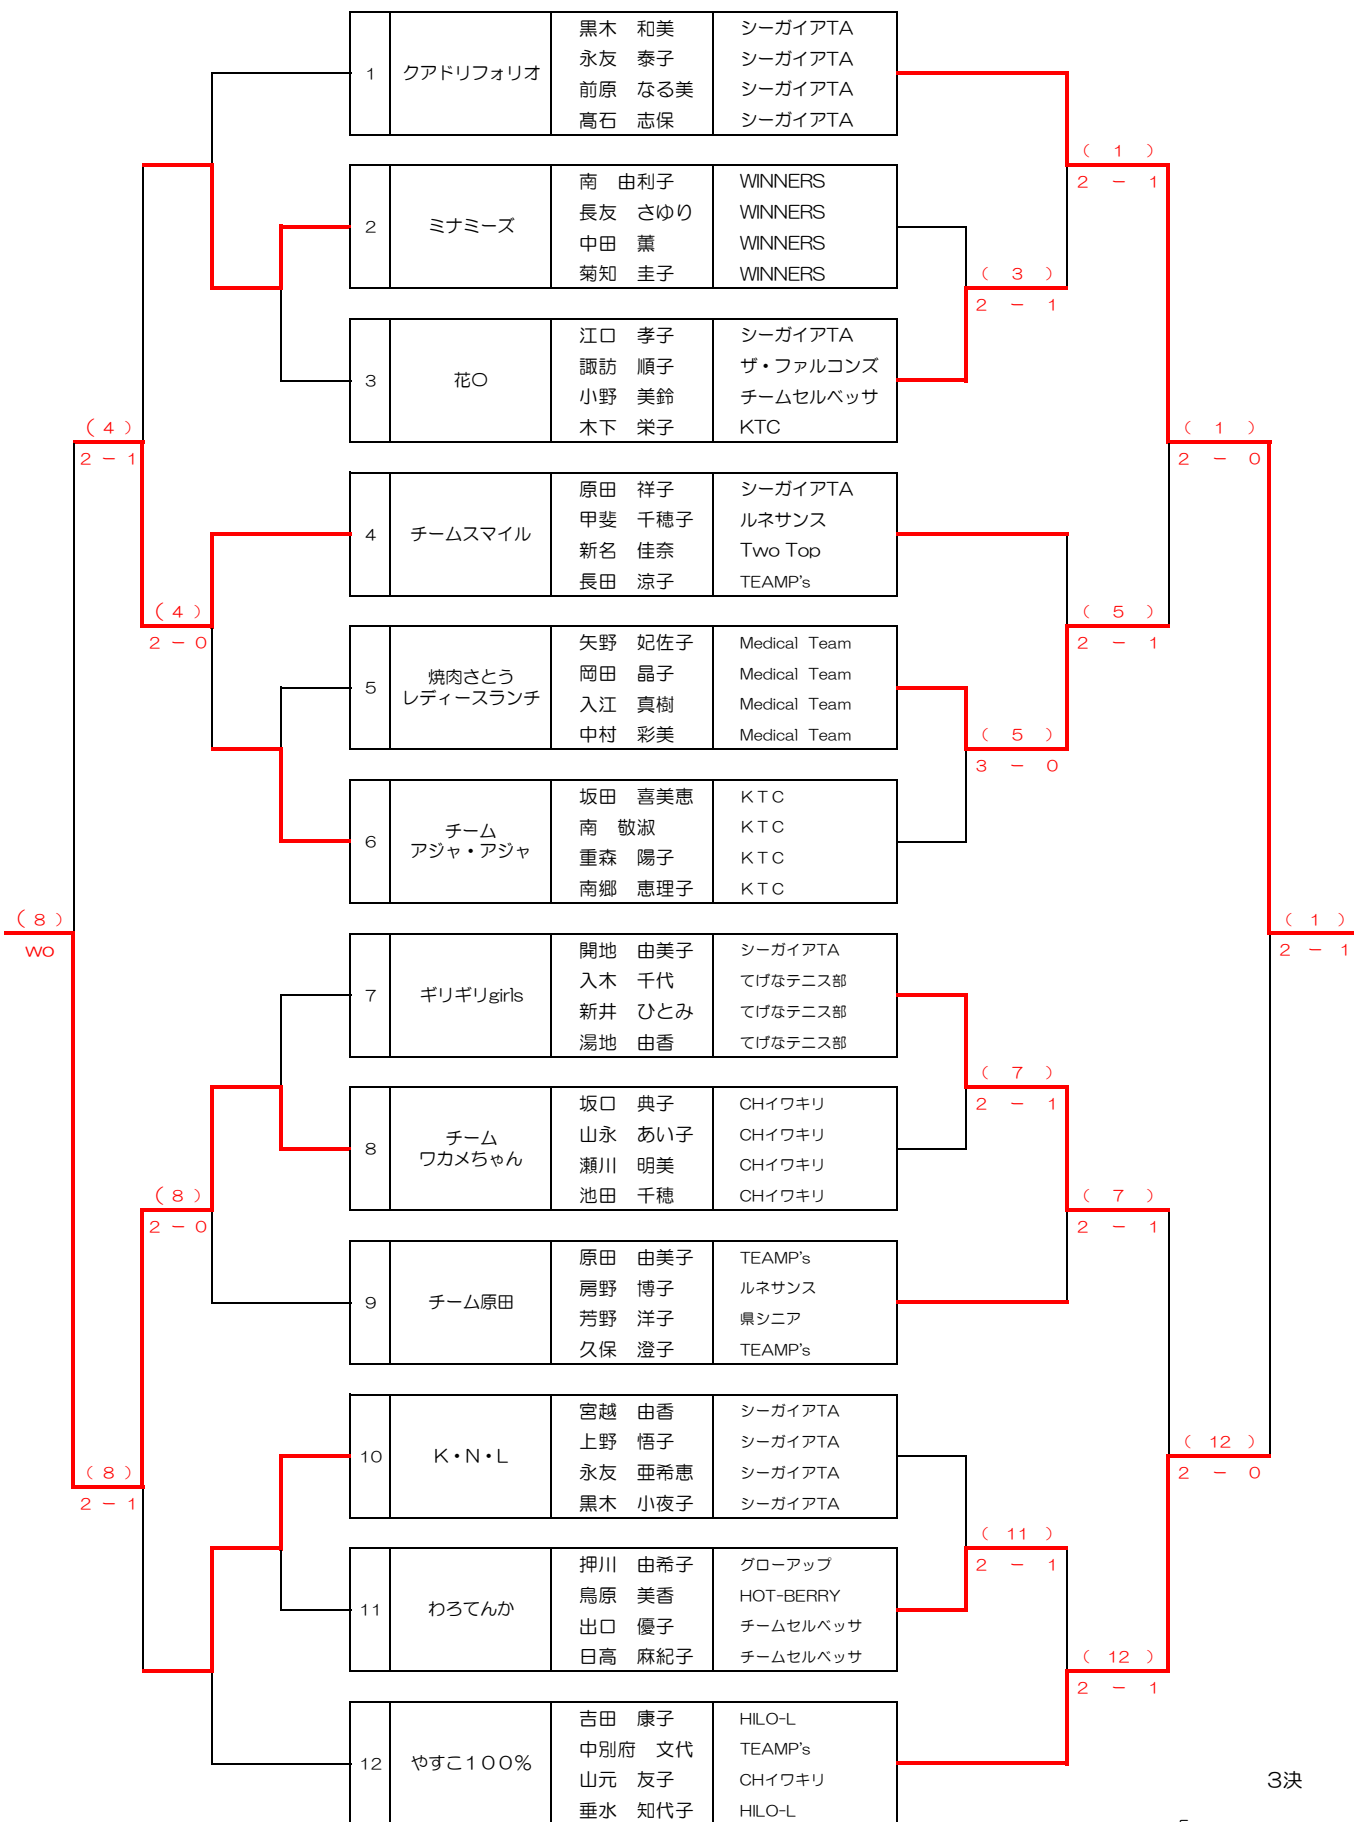 黒木　和美　シーガイアTA
永友　泰子　シーガイアTA
1　クアドリフォリオ
前原　なる美　シーガイアTA
髙石　志保　シーガイアTA
（　1　）
2　－　1
南　由利子　WINNERS
長友　さゆり　WINNERS
2　ミナミーズ
中田　薫　WINNERS
菊知　圭子　WINNERS
（　3　）
2　－　1
江口　孝子　シーガイアTA
諏訪　順子　ザ・ファルコンズ
3　花〇
小野　美鈴　チームセルベッサ
木下　栄子　KTC
（4）
2－1
（　1　）
2　－　0
原田　祥子　シーガイアTA
甲斐　千穂子　ルネサンス
4　チームスマイル
新名　佳奈　Two Top
長田　涼子　TEAMP's
（4）
2－0
（　5　）
2　－　1
矢野　妃佐子　Medical Team
岡田　晶子　Medical Team
5　焼肉さとう
レディースランチ
入江　真樹　Medical Team
中村　彩美　Medical Team
（　5　）
3　－　0
坂田　喜美恵　ＫＴＣ
南　敬淑　ＫＴＣ
6　チーム
アジャ・アジャ
重森　陽子　ＫＴＣ
南郷　恵理子　ＫＴＣ
（8）
wo
（　1　）
2　－　1
開地　由美子　シーガイアTA
入木　千代　てげなテニス部
7　ギリギリgirls
新井　ひとみ　てげなテニス部
湯地　由香　てげなテニス部
（　7　）
2　－　1
坂口　典子　CHイワキリ
山永　あい子　CHイワキリ
8　チーム
ワカメちゃん
瀬川　明美　CHイワキリ
池田　千穂　CHイワキリ
（8）
2－0
（　7　）
2　－　1
原田　由美子　TEAMP's
房野　博子　ルネサンス
9　チーム原田
芳野　洋子　県シニア
久保　澄子　TEAMP's
宮越　由香　シーガイアTA
上野　悟子　シーガイアTA
10　K・N・L
永友　亜希恵　シーガイアTA
黒木　小夜子　シーガイアTA
（8）
2－1
（　12　）
2　－　0
（　11　）
2　－　1
押川　由希子　グローアップ
鳥原　美香　HOT-BERRY
11　わろてんか
出口　優子　チームセルベッサ
日高　麻紀子　チームセルベッサ
（　12　）
2　－　1
吉田　康子　HILO-L
中別府　文代　TEAMP's
12　やすこ１００％
山元　友子　CHイワキリ
垂水　知代子　HILO-L
3決